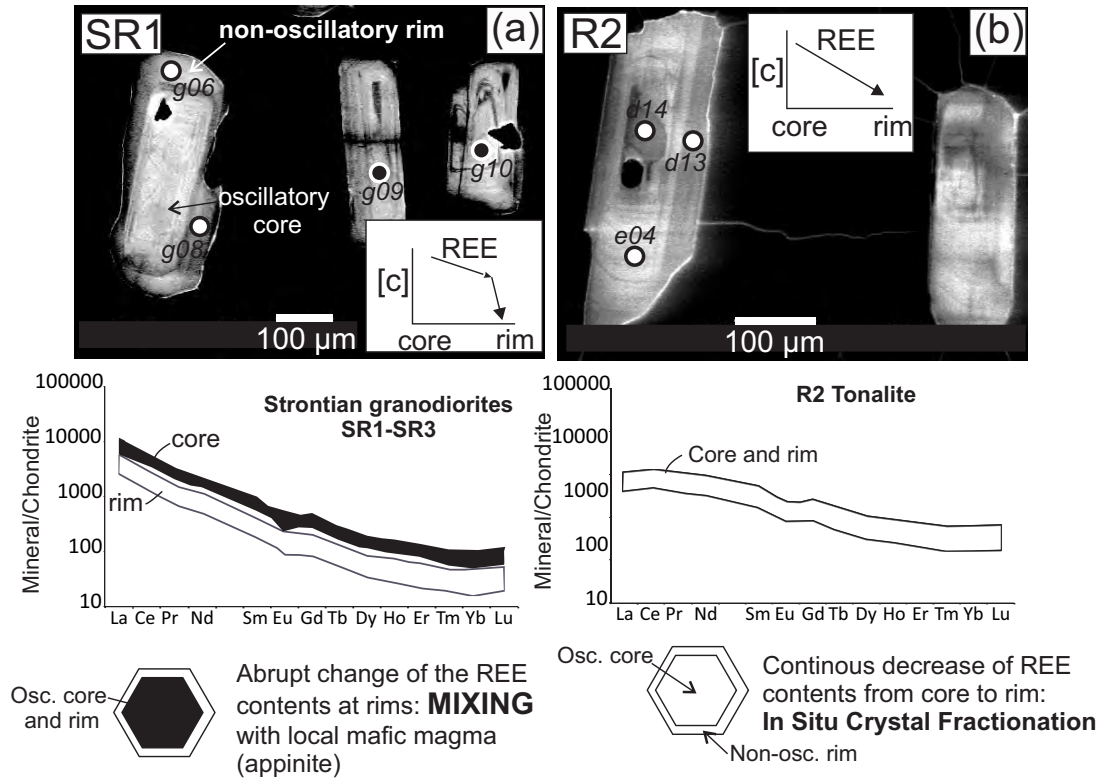 SR1
non-oscillatory rim
(a)
g06
g10
g09
oscillatory
core
g08
REE
[c]
core
rim
100 µm
R2
(b)
REE
[c]
core
rim
d14
d13
e04
100 µm
100000
10000
1000
100
10
Mineral/Chondrite
Strontian granodiorites
SR1-SR3
core
rim
La Ce Pr Nd Sm Eu Gd Tb Dy Ho Er Tm Yb Lu
100000
10000
1000
100
10
Mineral/Chondrite
R2 Tonalite
Core and rim
La Ce Pr Nd Sm Eu Gd Tb Dy Ho Er Tm Yb Lu
Osc. core
and rim
Abrupt change of the REE
contents at rims: MIXING
with local mafic magma
(appinite)
Osc. core
Non-osc. rim
Continous decrease of REE
contents from core to rim:
In Situ Crystal Fractionation